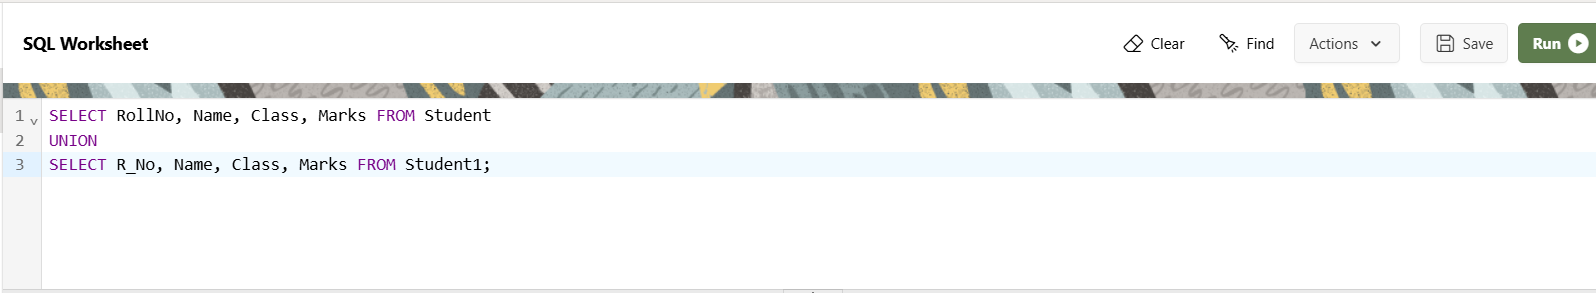 SQL Worksheet Clear Find Actions Save Run
1 SELECT RollNo, Name, Class, Marks FROM Student
2 UNION
3 SELECT R_No, Name, Class, Marks FROM Student1;